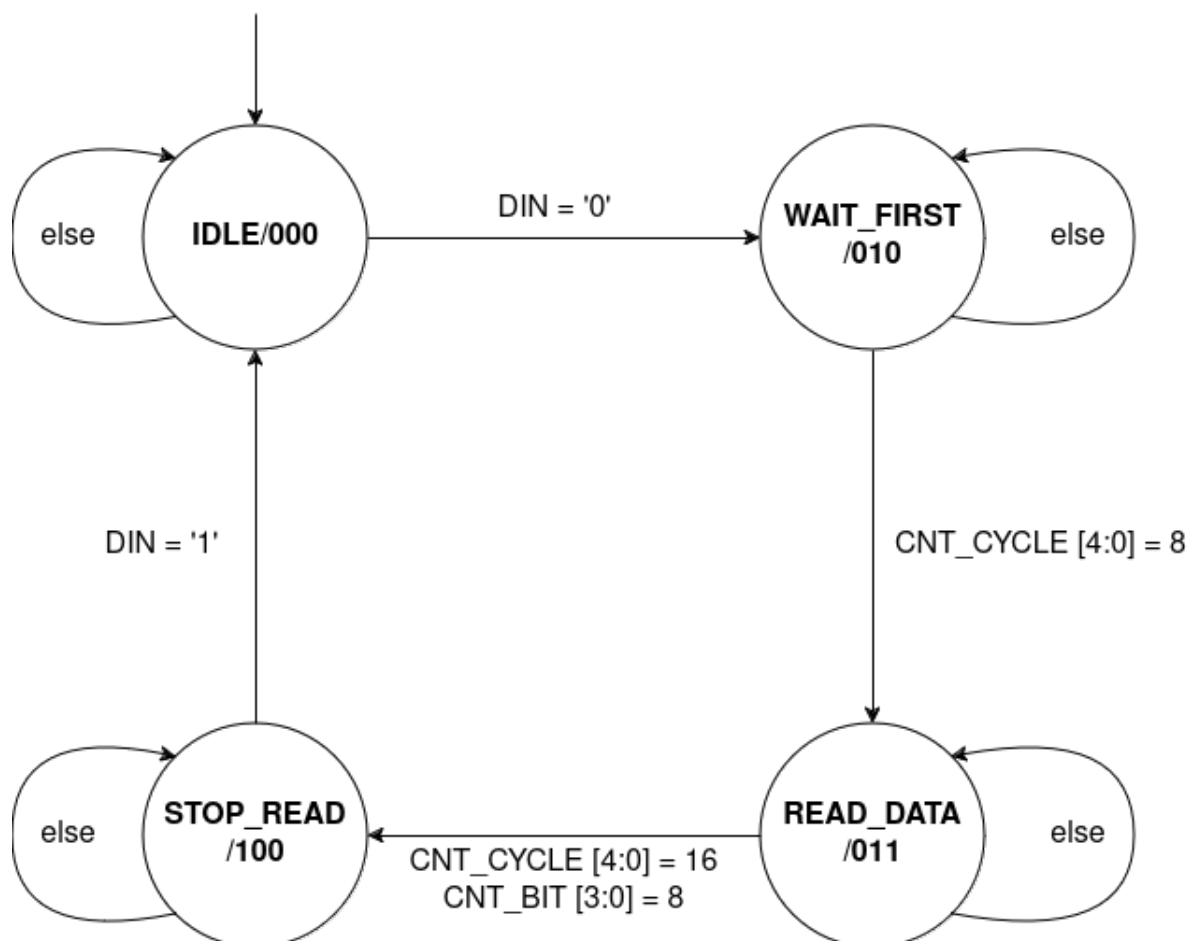 else
IDLE/000
DIN = '0'
WAIT_FIRST
/010
else
DIN = '1'
CNT_CYCLE [4:0] = 8
else
STOP_READ
/100
CNT_CYCLE [4:0] = 16
CNT_BIT [3:0] = 8
READ_DATA
/011
else